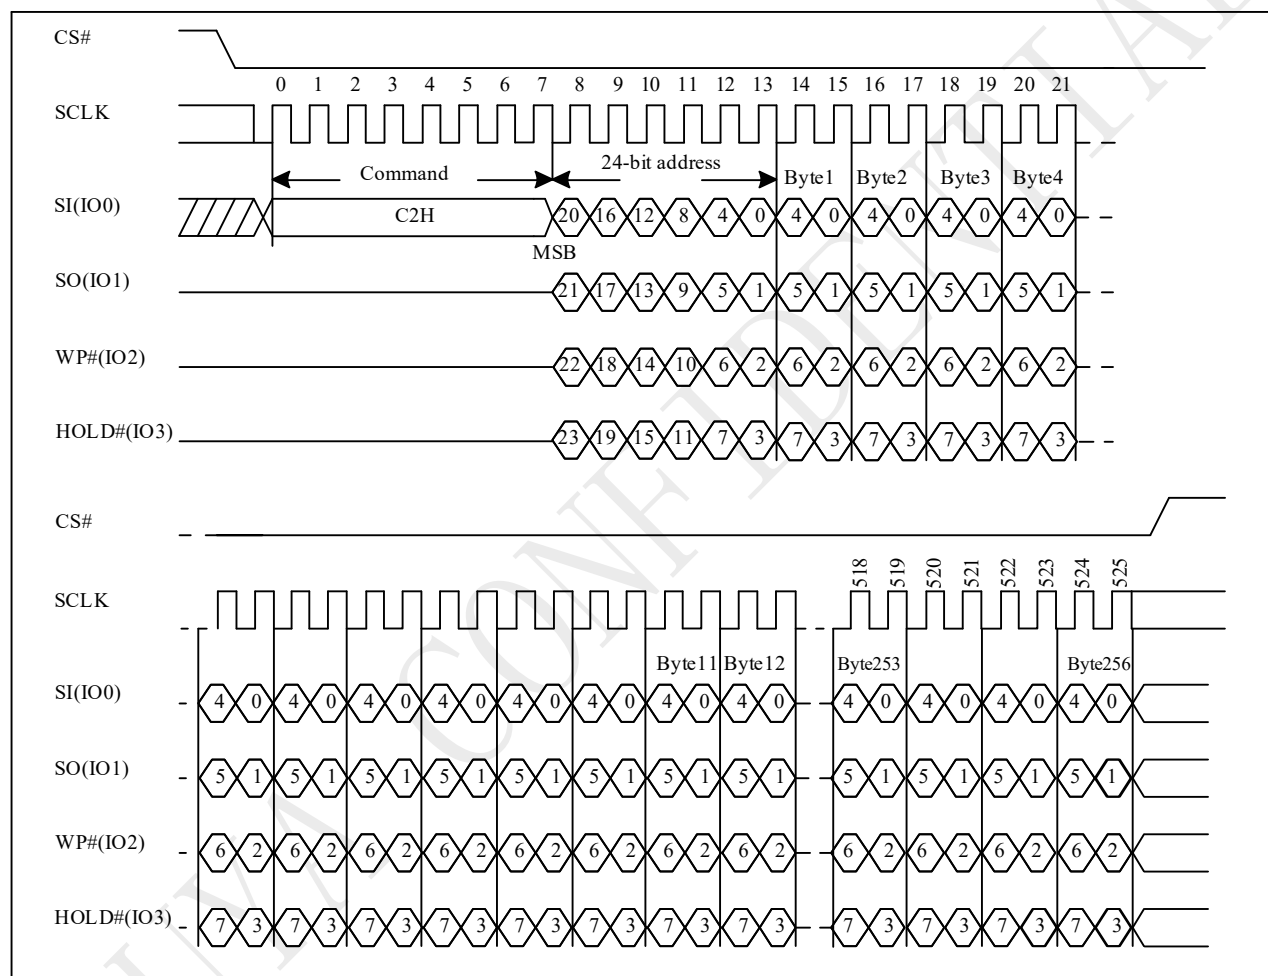 CS#
0 1 2 3 4 5 6 7 8 9 10 11 12 13 14 15 16 17 18 19 20 21
SCLK
Command 24-bit address Byte1 Byte2 Byte3 Byte4
SI(IO0) C2H 20 16 12 8 4 0 4 0 4 0 4 0 4 0
MSB
SO(IO1) 21 17 13 9 5 1 5 1 5 1 5 1 5 1
WP#(IO2) 22 18 14 10 6 2 6 2 6 2 6 2 6 2
HOLD#(IO3) 23 19 15 11 7 3 7 3 7 3 7 3 7 3
CS#
518 519 520 521 522 523 524 525
SCLK
Byte11 Byte12 Byte253 Byte256
SI(IO0) 4 0 4 0 4 0 4 0 4 0 4 0 4 0 4 0 4 0 4 0 4 0 4 0
SO(IO1) 5 1 5 1 5 1 5 1 5 1 5 1 5 1 5 1 5 1 5 1 5 1 5 1
WP#(IO2) 6 2 6 2 6 2 6 2 6 2 6 2 6 2 6 2 6 2 6 2 6 2 6 2
HOLD#(IO3) 7 3 7 3 7 3 7 3 7 3 7 3 7 3 7 3 7 3 7 3 7 3 7 3